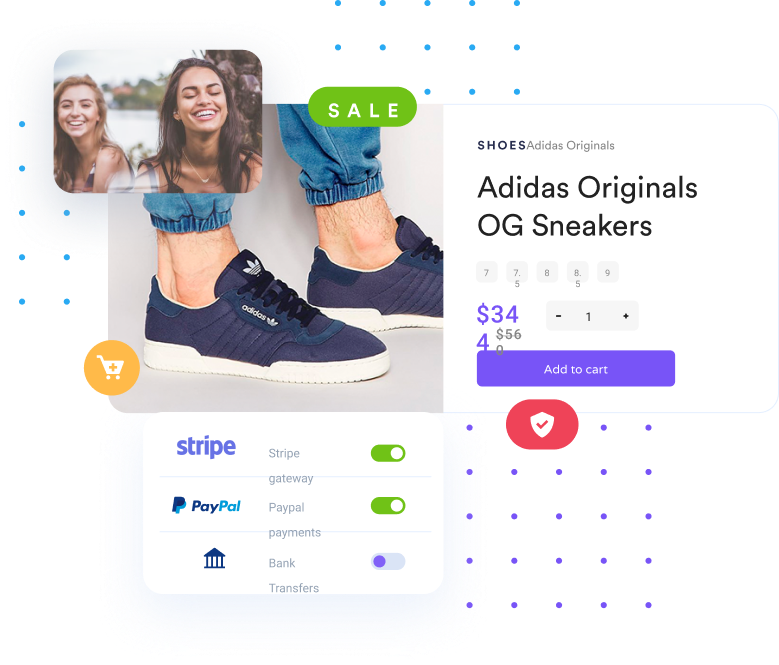 SALE
adidas
SHOESAdidas Originals
Adidas Originals
OG Sneakers
7 7. 8 8. 9
5 5
$34
4 $56
0
- 1 +
Add to cart
stripe Stripe
gateway
PayPal Paypal
payments
Bank
Transfers